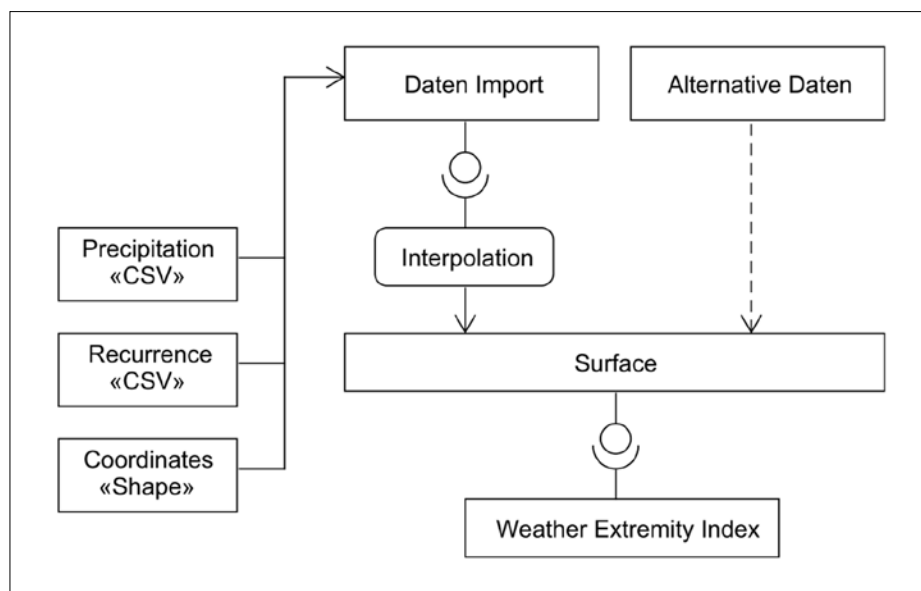 Daten Import
Alternative Daten
Precipitation
«CSV»
Interpolation
Recurrence
«CSV»
Surface
Coordinates
«Shape»
Weather Extremity Index